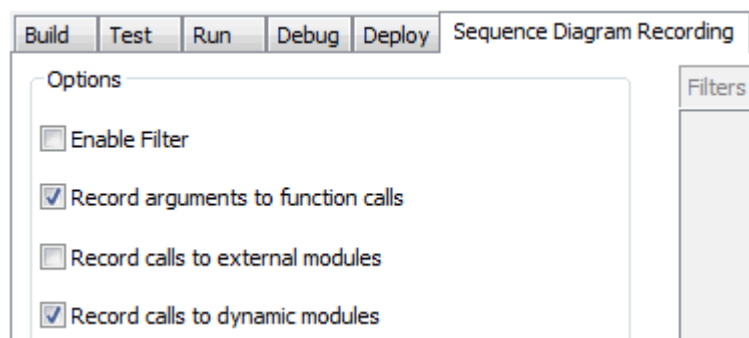 Build Test Run Debug Deploy Sequence Diagram Recording
Options
Filters
Enable Filter
Record arguments to function calls
Record calls to external modules
Record calls to dynamic modules